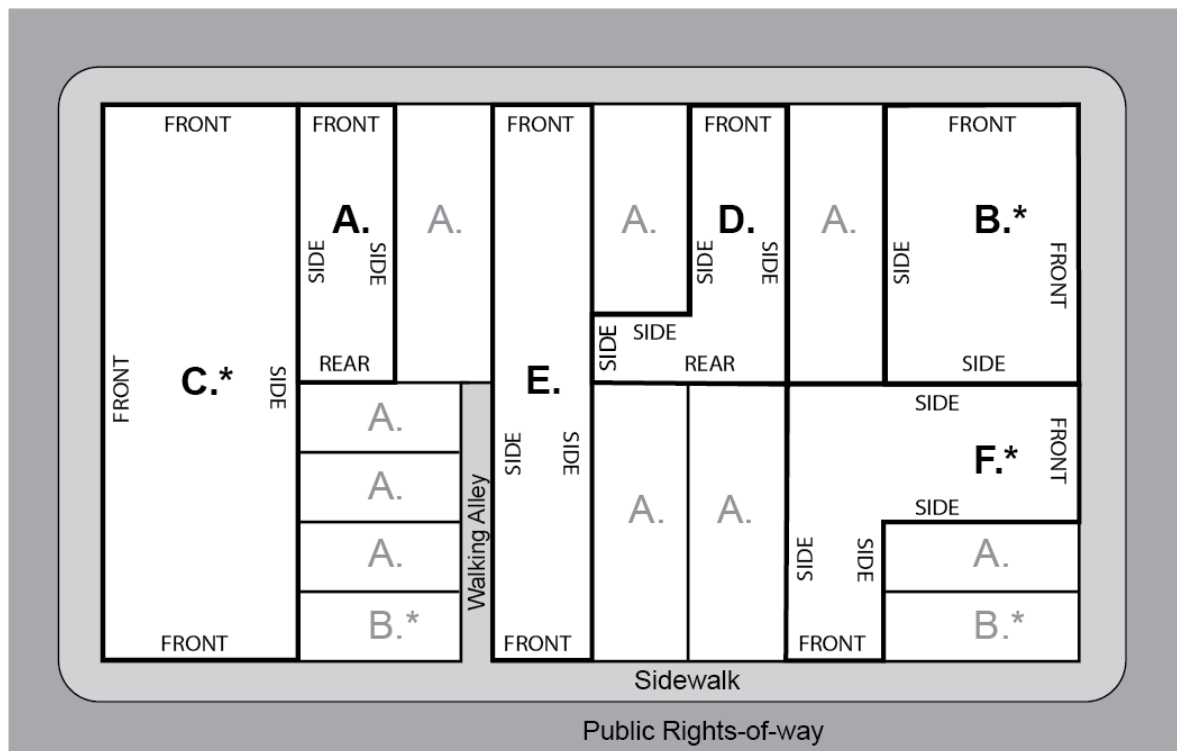 FRONT
FRONT
FRONT
FRONT
FRONT
A.
A.
A.
D.
A.
B.*
SIDE
SIDE
SIDE
SIDE
SIDE
FRONT
SIDE
SIDE
REAR
REAR
SIDE
FRONT
C.*
SIDE
E.
A.
SIDE
SIDE
SIDE
F.*
FRONT
A.
SIDE
A.
A.
Walking Alley
A.
SIDE
SIDE
A.
B.*
B.*
FRONT
FRONT
FRONT
Sidewalk
Public Rights-of-way